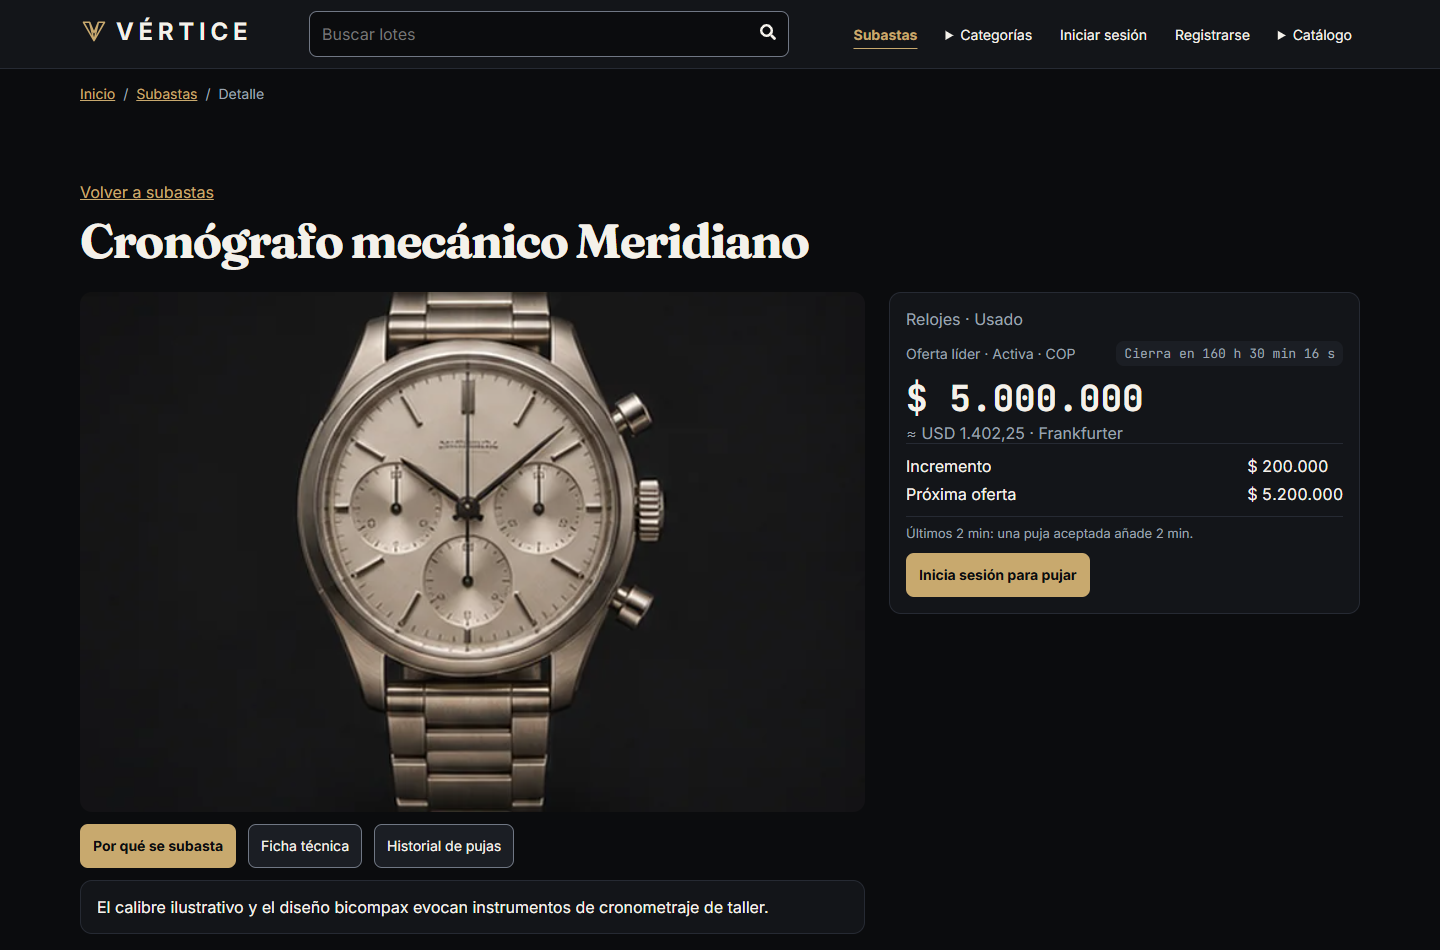 VÉRTICE
Buscar lotes
Subastas
▶ Categorías
Iniciar sesión
Registrarse
▶ Catálogo
Inicio / Subastas / Detalle
Volver a subastas
Cronógrafo mecánico Meridiano
Relojes · Usado
Oferta líder · Activa · COP
Cierra en 160 h 30 min 16 s
$ 5.000.000
≈ USD 1.402,25 · Frankfurter
Incremento $ 200.000
Próxima oferta $ 5.200.000
Últimos 2 min: una puja aceptada añade 2 min.
Inicia sesión para pujar
Por qué se subasta
Ficha técnica
Historial de pujas
El calibre ilustrativo y el diseño bicompax evocan instrumentos de cronometraje de taller.